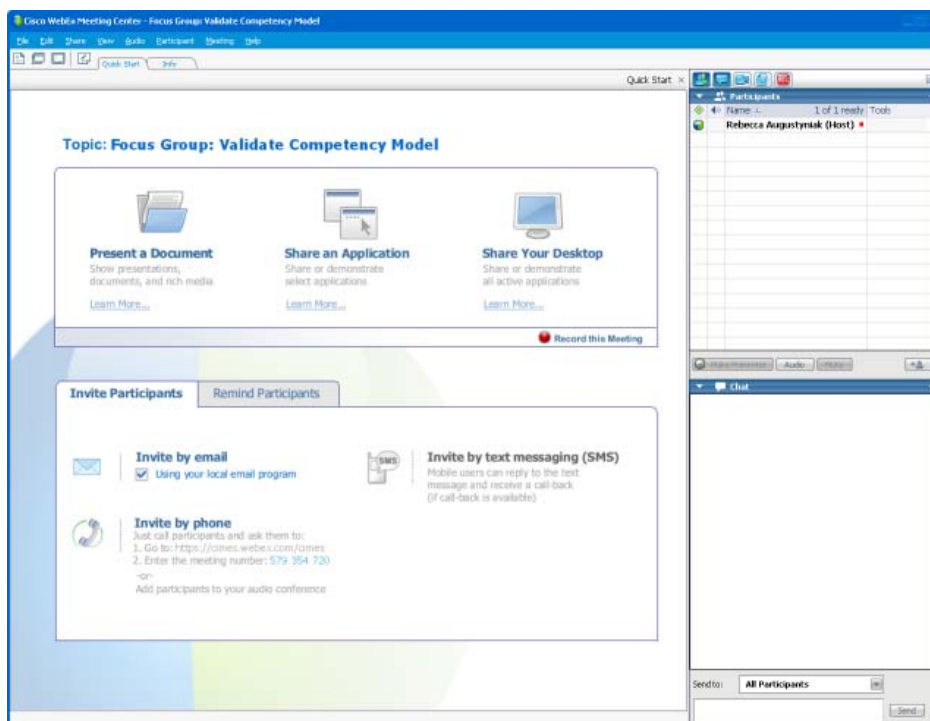 Cisco WebEx Meeting Center - Focus Group: Validate Competency Model
File Edit Share View Audio Participant Meeting Help
Quick Start Info
Quick Start ×
Topic: Focus Group: Validate Competency Model
Present a Document
Show presentations,
documents, and rich media
Learn More...
Share an Application
Share or demonstrate
select applications
Learn More...
Share Your Desktop
Share or demonstrate
all active applications
Learn More...
Record this Meeting
Invite Participants Remind Participants
Invite by email
Using your local email program
SMS
Invite by text messaging (SMS)
Mobile users can reply to the text
message and receive a call-back
(if call-back is available)
Invite by phone
Just call participants and ask them to:
1. Go to: https://cimes.webex.com/cimes
2. Enter the meeting number: 579 354 720
-or-
Add participants to your audio conference
Participants
Name 1 of 1 ready Tools
Rebecca Augustyniak (Host)
Audio
Chat
Send to: All Participants
Send